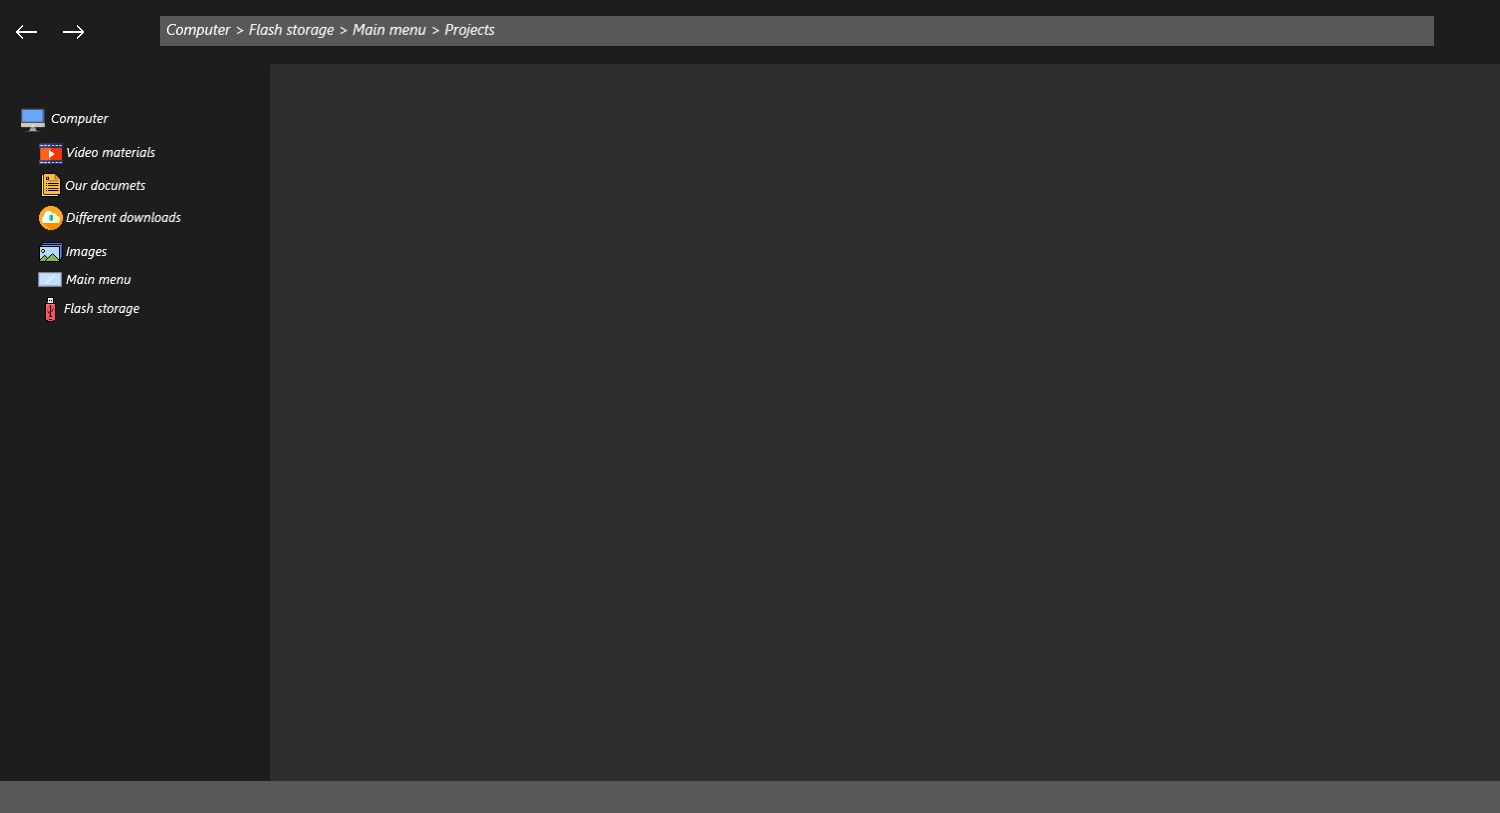 Computer > Flash storage > Main menu > Projects
Computer
Video materials
Our documets
Different downloads
Images
Main menu
Flash storage